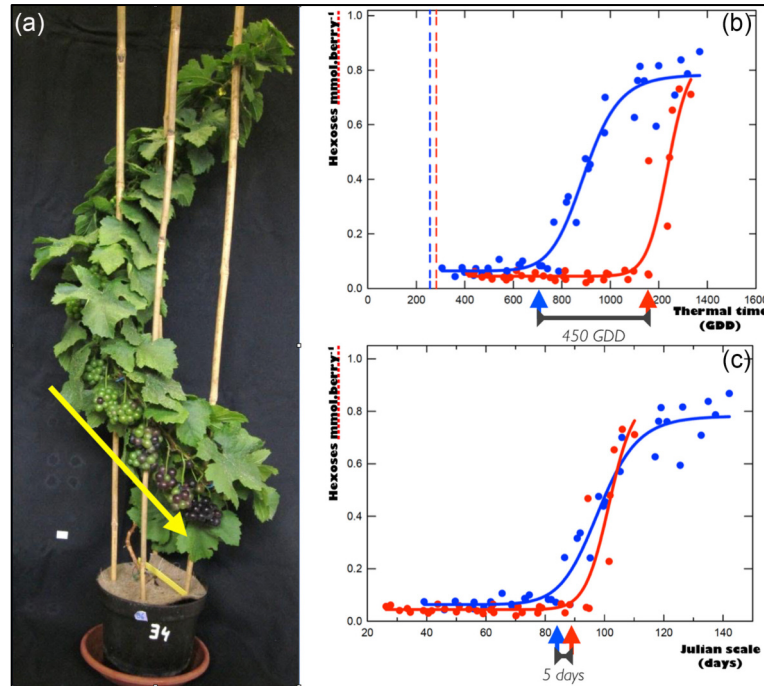 (a)
34
(b)
Hexoses mmol.berry⁻¹
1.0
0.8
0.6
0.4
0.2
0.0
0 200 400 600 800 1000 1200 1400 1600
Thermal time
(GDD)
450 GDD
(c)
Hexoses mmol.berry⁻¹
1.0
0.8
0.6
0.4
0.2
0.0
20 40 60 80 100 120 140
Julian scale
(days)
5 days